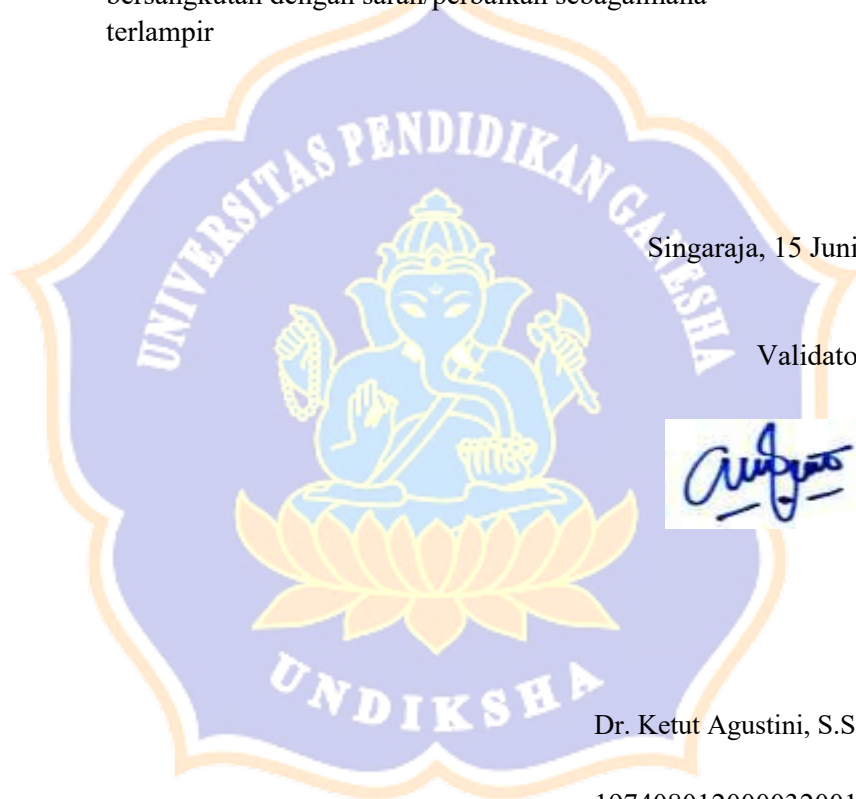 terlampir
UNIVERSITAS PENDIDIKAN GANESHA
Singaraja, 15 Juni
Validato
UNDIKSHA
Dr. Ketut Agustini, S.S